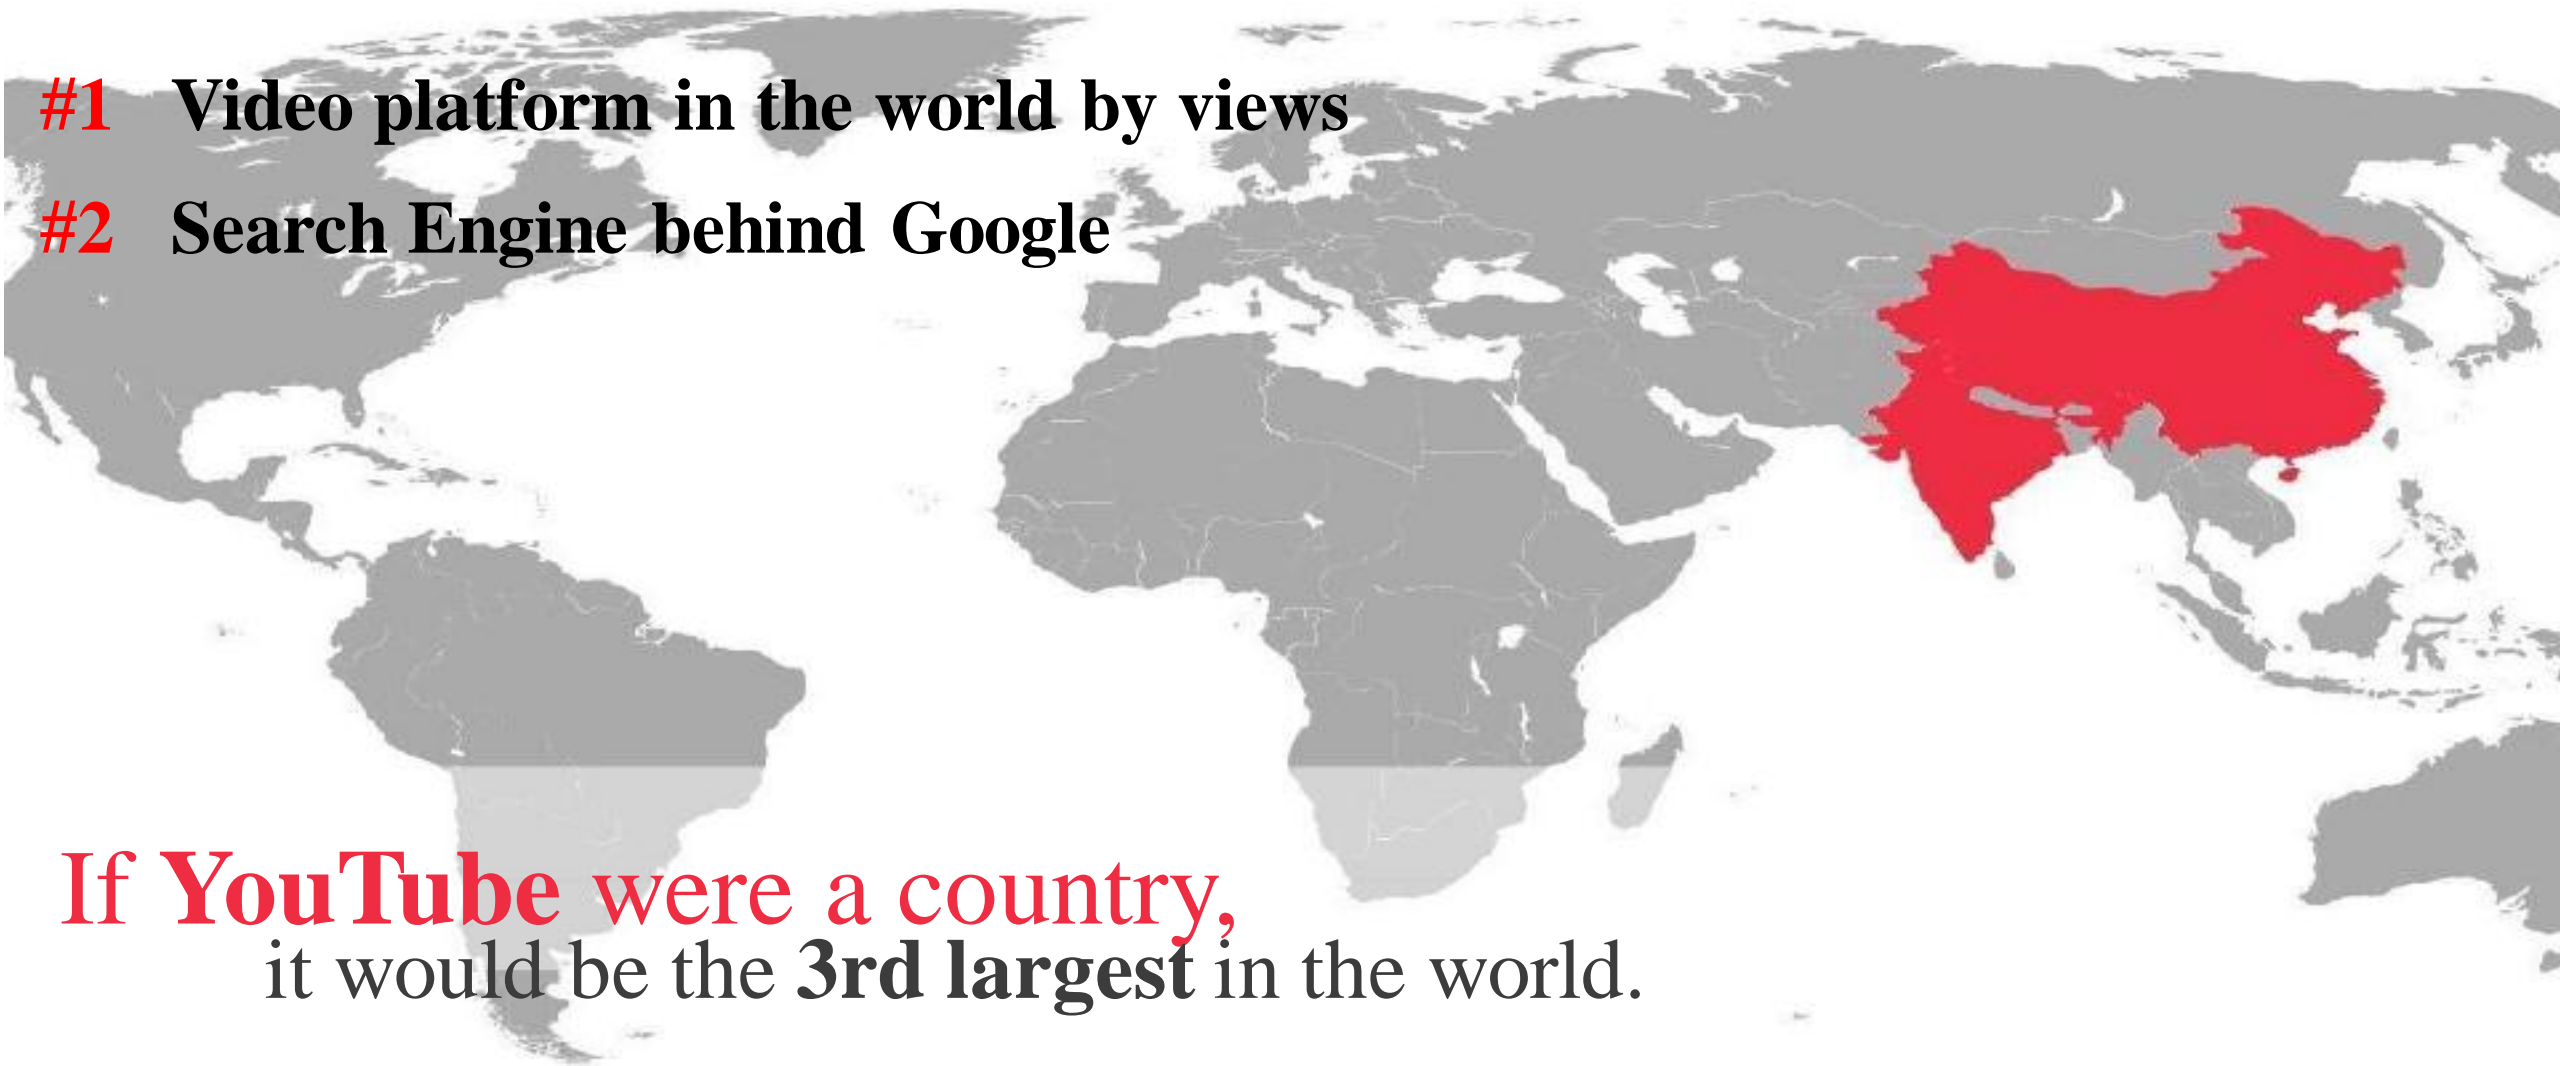 #1 Video platform in the world by views
#2 Search Engine behind Google
If YouTube were a country,
it would be the 3rd largest in the world.